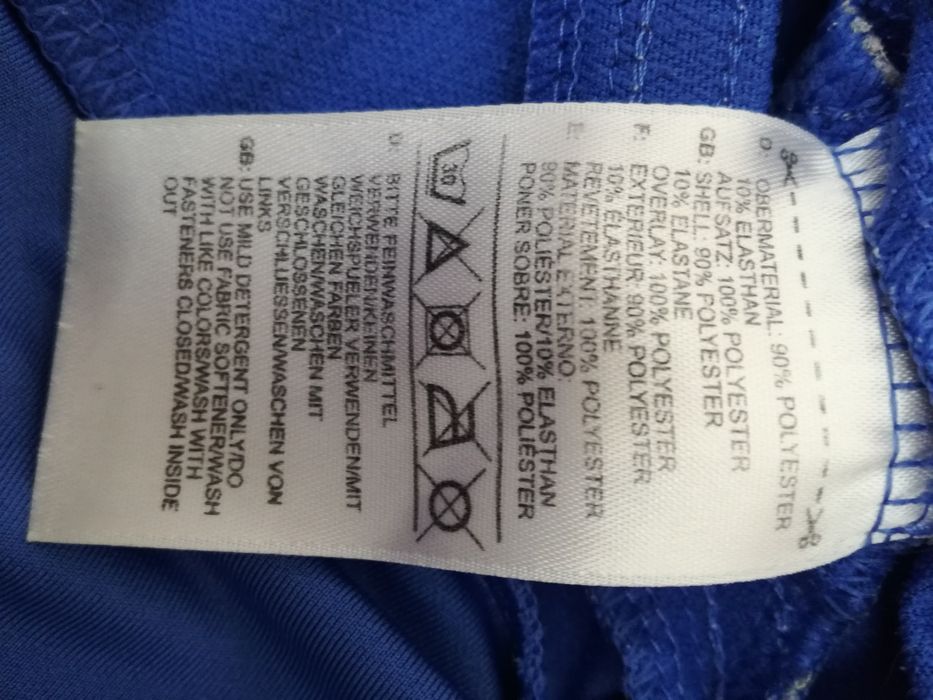 D: OBERMATERIAL: 90% POLYESTER
10% ELASTHAN
AUFSATZ: 100% POLYESTER
GB: SHELL: 90% POLYESTER
10% ELASTANE
OVERLAY: 100% POLYESTER
F: EXTERIEUR: 90% POLYESTER
10% ELASTHANNE
REVETEMENT: 100% POLYESTER
E: MATERIAL EXTERNO:
90% POLIÉSTER/10% ELASTHAN
PONER SOBRE: 100% POLIÉSTER
30
D: BITTE FEINWASCHMITTEL
VERWENDEN/KEINEN
WEICHSPUELER VERWENDEN/MIT
GLEICHEN FARBEN
WASCHEN/WASCHEN MIT
GESCHLOSSENEN
VERSCHLIESSEN/WASCHEN VON
LINKS
GB: USE MILD DETERGENT ONLY/DO
NOT USE FABRIC SOFTENER/WASH
WITH LIKE COLORS/WASH WITH
FASTENERS CLOSED/WASH INSIDE
OUT